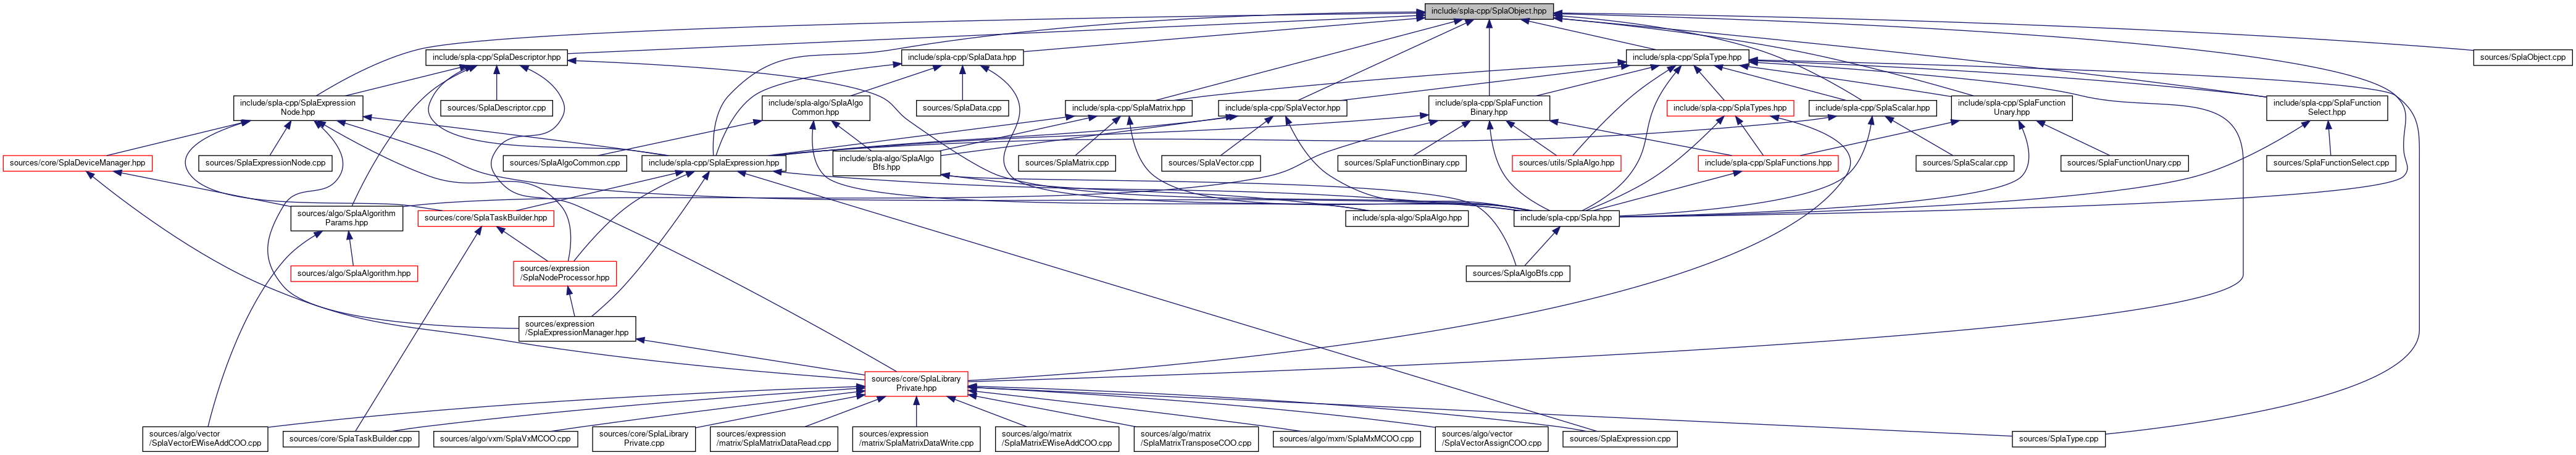 include/spla-cpp/SplaObject.hpp
include/spla-cpp/SplaDescriptor.hpp
include/spla-cpp/SplaData.hpp
include/spla-cpp/SplaType.hpp
sources/SplaObject.cpp
include/spla-cpp/SplaExpression
Node.hpp
sources/SplaDescriptor.cpp
include/spla-algo/SplaAlgo
Common.hpp
sources/SplaData.cpp
include/spla-cpp/SplaMatrix.hpp
include/spla-cpp/SplaVector.hpp
include/spla-cpp/SplaFunction
Binary.hpp
include/spla-cpp/SplaTypes.hpp
include/spla-cpp/SplaScalar.hpp
include/spla-cpp/SplaFunction
Unary.hpp
include/spla-cpp/SplaFunction
Select.hpp
sources/core/SplaDeviceManager.hpp
sources/SplaExpressionNode.cpp
sources/SplaAlgoCommon.cpp
include/spla-cpp/SplaExpression.hpp
include/spla-algo/SplaAlgo
Bfs.hpp
sources/SplaMatrix.cpp
sources/SplaVector.cpp
sources/SplaFunctionBinary.cpp
sources/utils/SplaAlgo.hpp
include/spla-cpp/SplaFunctions.hpp
sources/SplaScalar.cpp
sources/SplaFunctionUnary.cpp
sources/SplaFunctionSelect.cpp
sources/algo/SplaAlgorithm
Params.hpp
sources/core/SplaTaskBuilder.hpp
include/spla-algo/SplaAlgo.hpp
include/spla-cpp/Spla.hpp
sources/algo/SplaAlgorithm.hpp
sources/expression
/SplaNodeProcessor.hpp
sources/SplaAlgoBfs.cpp
sources/expression
/SplaExpressionManager.hpp
sources/core/SplaLibrary
Private.hpp
sources/algo/vector
/SplaVectorEWiseAddCOO.cpp
sources/core/SplaTaskBuilder.cpp
sources/algo/vxm/SplaVxMCOO.cpp
sources/core/SplaLibrary
Private.cpp
sources/expression
matrix/SplaMatrixDataRead.cpp
sources/expression
/matrix/SplaMatrixDataWrite.cpp
sources/algo/matrix
/SplaMatrixEWiseAddCOO.cpp
sources/algo/matrix
/SplaMatrixTransposeCOO.cpp
sources/algo/mxm/SplaMxMCOO.cpp
sources/algo/vector
/SplaVectorAssignCOO.cpp
sources/SplaExpression.cpp
sources/SplaType.cpp